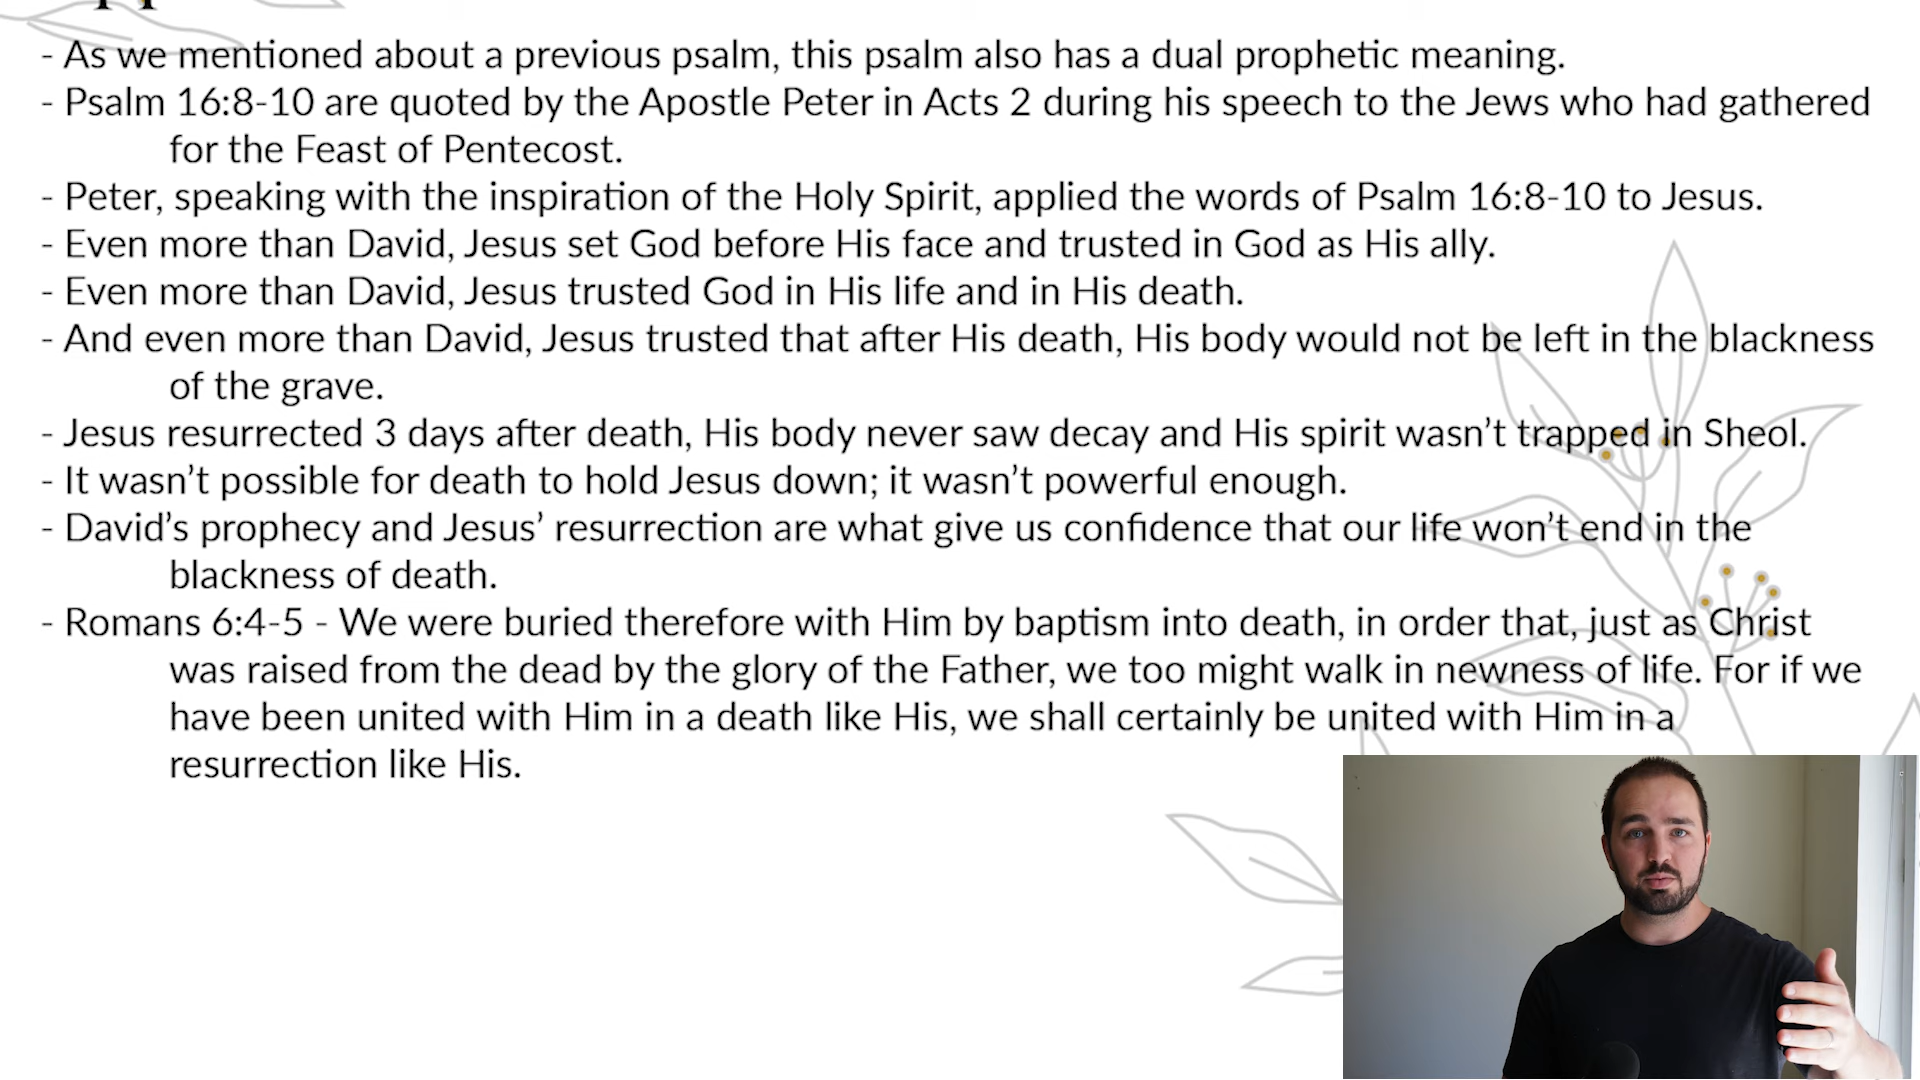 - As we mentioned about a previous psalm, this psalm also has a dual prophetic meaning.
- Psalm 16:8-10 are quoted by the Apostle Peter in Acts 2 during his speech to the Jews who had gathered
for the Feast of Pentecost.
- Peter, speaking with the inspiration of the Holy Spirit, applied the words of Psalm 16:8-10 to Jesus.
- Even more than David, Jesus set God before His face and trusted in God as His ally.
- Even more than David, Jesus trusted God in His life and in His death.
- And even more than David, Jesus trusted that after His death, His body would not be left in the blackness
of the grave.
- Jesus resurrected 3 days after death, His body never saw decay and His spirit wasn’t trapped in Sheol.
- It wasn’t possible for death to hold Jesus down; it wasn’t powerful enough.
- David’s prophecy and Jesus’ resurrection are what give us confidence that our life won’t end in the
blackness of death.
- Romans 6:4-5 - We were buried therefore with Him by baptism into death, in order that, just as Christ
was raised from the dead by the glory of the Father, we too might walk in newness of life. For if we
have been united with Him in a death like His, we shall certainly be united with Him in a
resurrection like His.